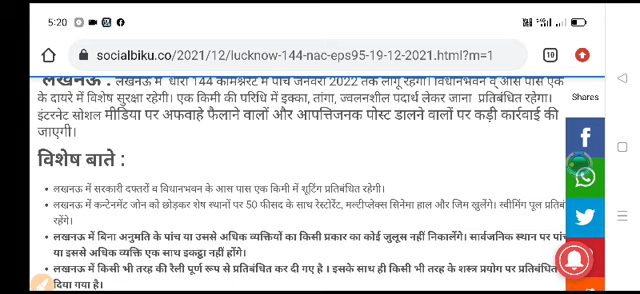 5:20
socialbiku.co/2021/12/lucknow-144-nac-eps95-19-12-2021.html?m=1
10
लखनऊ : लखनऊ में धारा 144 कमिश्नरेट में पांच जनवरी 2022 तक लागू रहेगी। विधानभवन व् आस पास एक
के दायरे में विशेष सुरक्षा रहेगी। एक किमी की परिधि में इक्का, तांगा, ज्वलनशील पदार्थ लेकर जाना प्रतिबंधित रहेगा।
इंटरनेट सोशल मीडिया पर अफवाहे फैलाने वालों और आपत्तिजनक पोस्ट डालने वालों पर कड़ी कार्रवाई की
जाएगी।
Shares
विशेष बाते :
लखनऊ में सरकारी दफ्तरों व विधानभवन के आस पास एक किमी में शूटिंग प्रतिबंधित रहेगी।
लखनऊ में कन्टेनमेंट जोन को छोड़कर शेष स्थानों पर 50 फीसद के साथ रेस्टोरेंट, मल्टीप्लेक्स सिनेमा हाल और जिम खुलेंगे। स्वीमिंग पूल
रहेंगे।
लखनऊ में बिना अनुमति के पांच या उससे अधिक व्यक्तियों का किसी प्रकार का कोई जुलूस नहीं निकालेंगे। सार्वजनिक स्थान पर
या इससे अधिक व्यक्ति एक साथ इकट्ठा नहीं होंगे।
लखनऊ में किसी भी तरह की रैली पूर्ण रूप से प्रतिबंधित कर दी गए है । इसके साथ ही किसी भी तरह के शस्त्र प्रयोग पर प्रतिबंधित
दिया गया है।